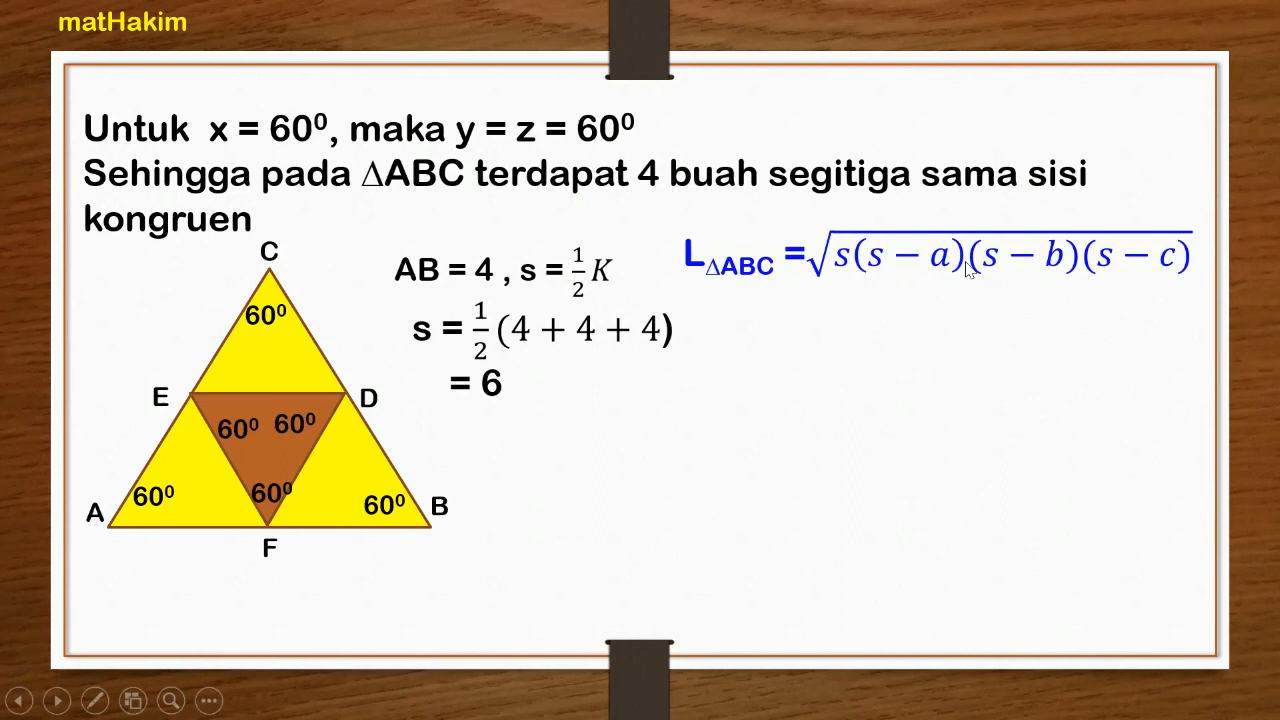 matHakim
Untuk x = 60⁰, maka y = z = 60⁰
Sehingga pada ∆ABC terdapat 4 buah segitiga sama sisi
kongruen
C
AB = 4 , s = 1/2 K
L∆ABC = √s(s − a)(s − b)(s − c)
60⁰
s = 1/2 (4 + 4 + 4)
= 6
E
D
60⁰ 60⁰
60⁰
60⁰
60⁰
A
B
F